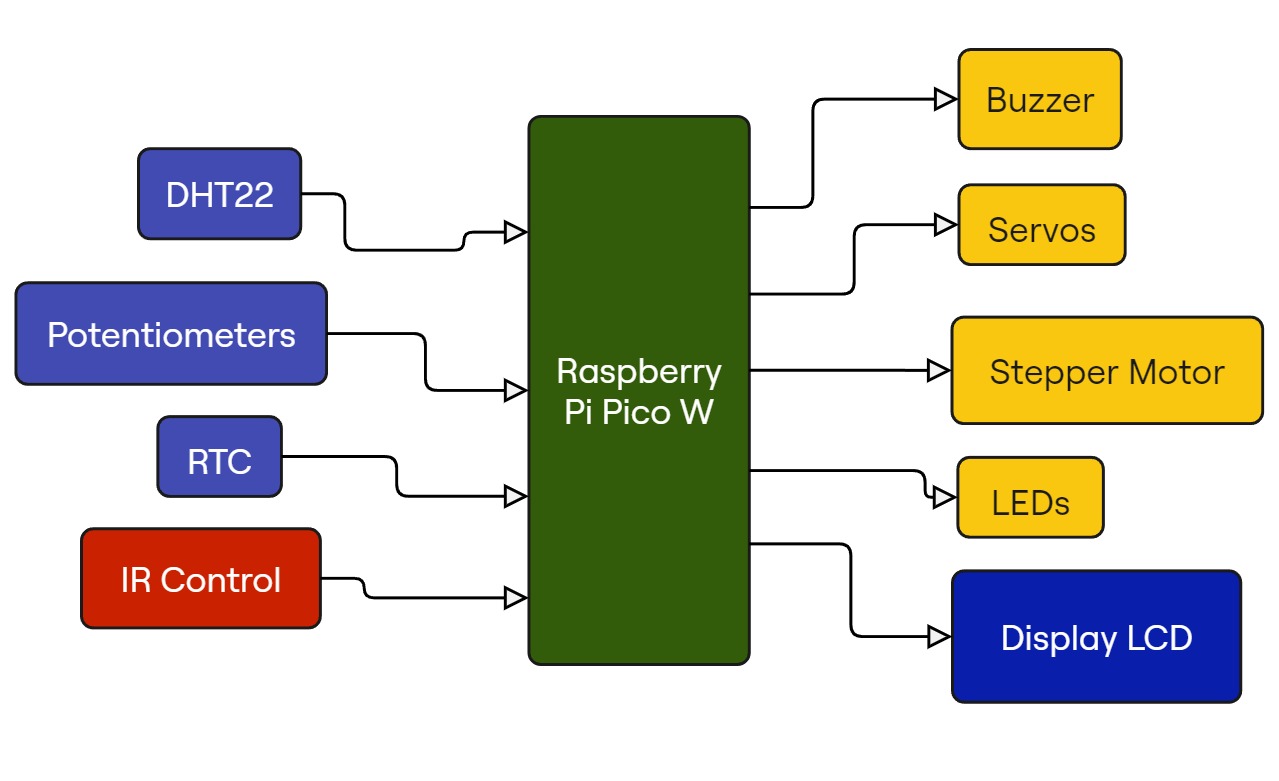 DHT22
Potentiometers
RTC
IR Control
Raspberry
Pi Pico W
Buzzer
Servos
Stepper Motor
LEDs
Display LCD